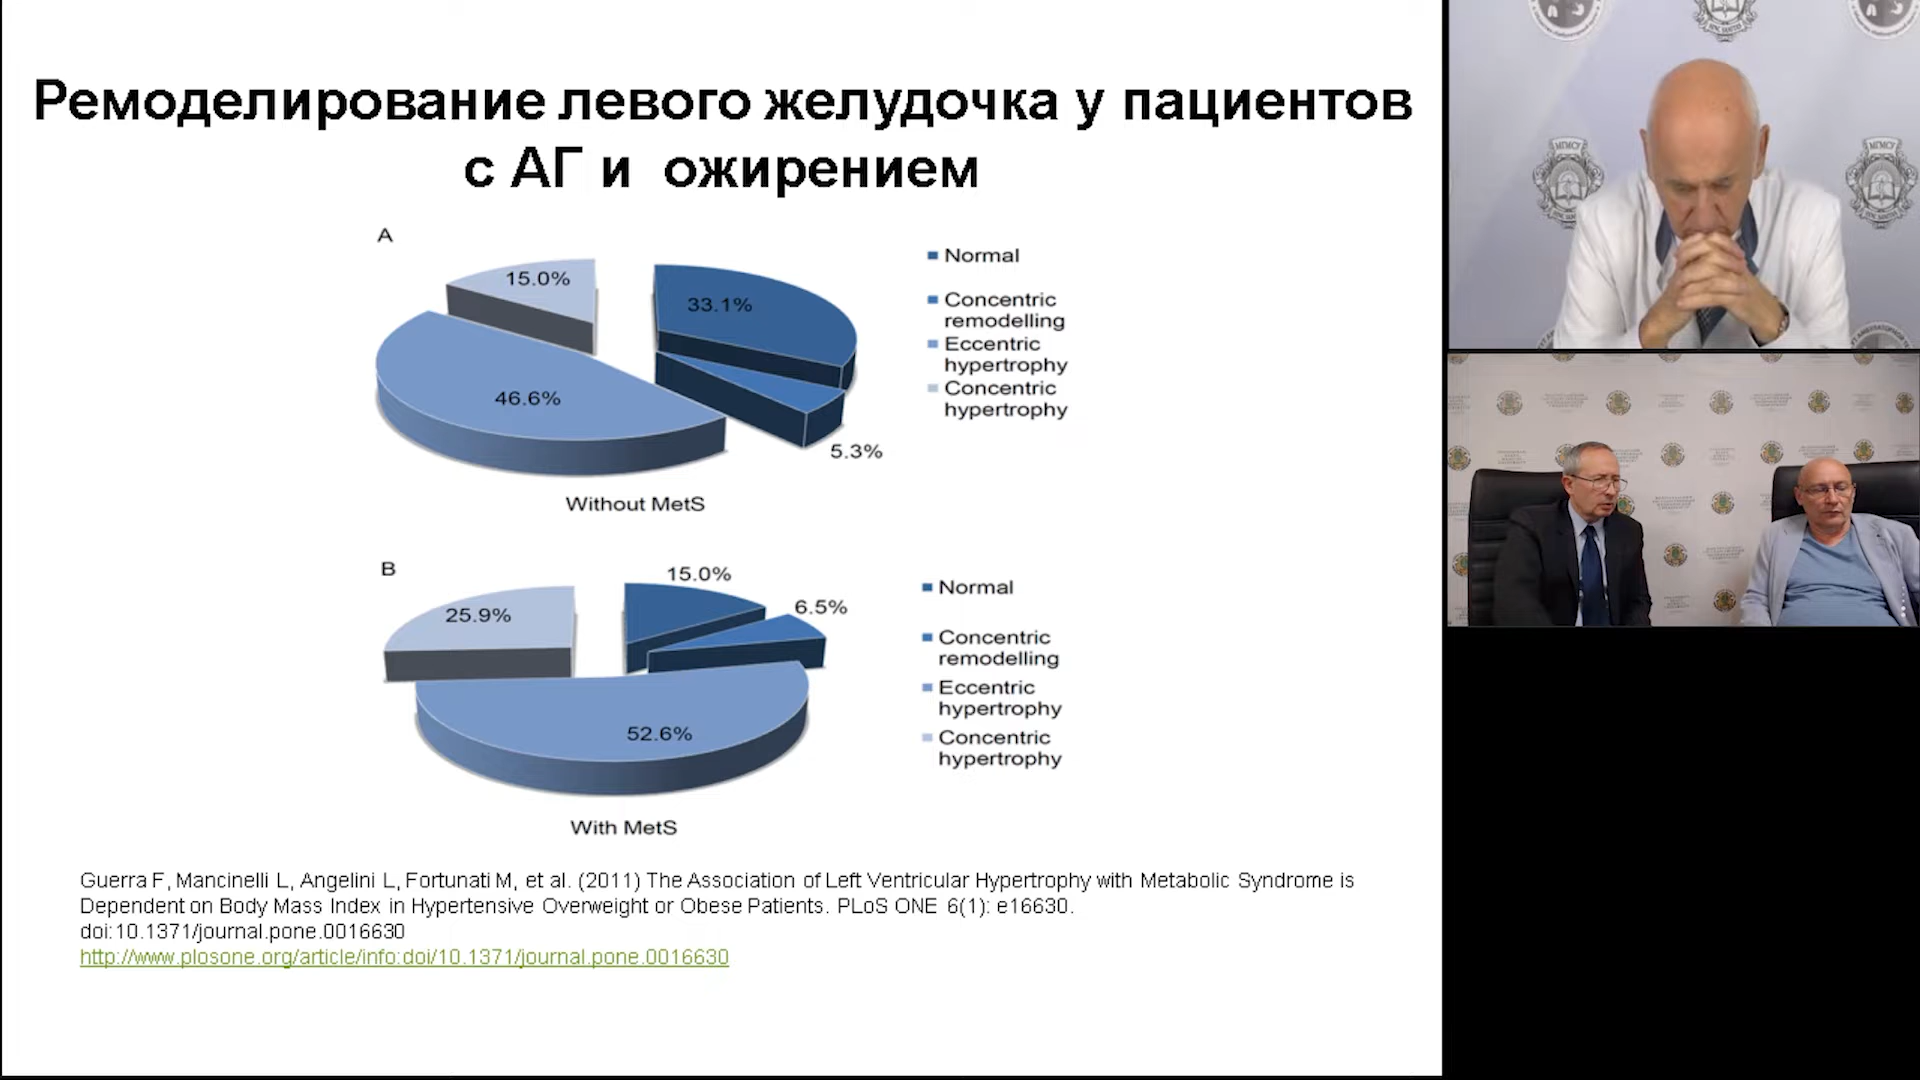 Ремоделирование левого желудочка у пациентов
с АГ и ожирением
A
15.0%
33.1%
46.6%
5.3%
Without MetS
Normal
Concentric
remodelling
Eccentric
hypertrophy
Concentric
hypertrophy
B
15.0%
6.5%
25.9%
52.6%
With MetS
Normal
Concentric
remodelling
Eccentric
hypertrophy
Concentric
hypertrophy
Guerra F, Mancinelli L, Angelini L, Fortunati M, et al. (2011) The Association of Left Ventricular Hypertrophy with Metabolic Syndrome is
Dependent on Body Mass Index in Hypertensive Overweight or Obese Patients. PLoS ONE 6(1): e16630.
doi:10.1371/journal.pone.0016630
http://www.plosone.org/article/info:doi/10.1371/journal.pone.0016630
МГМСУ
МГМСУ